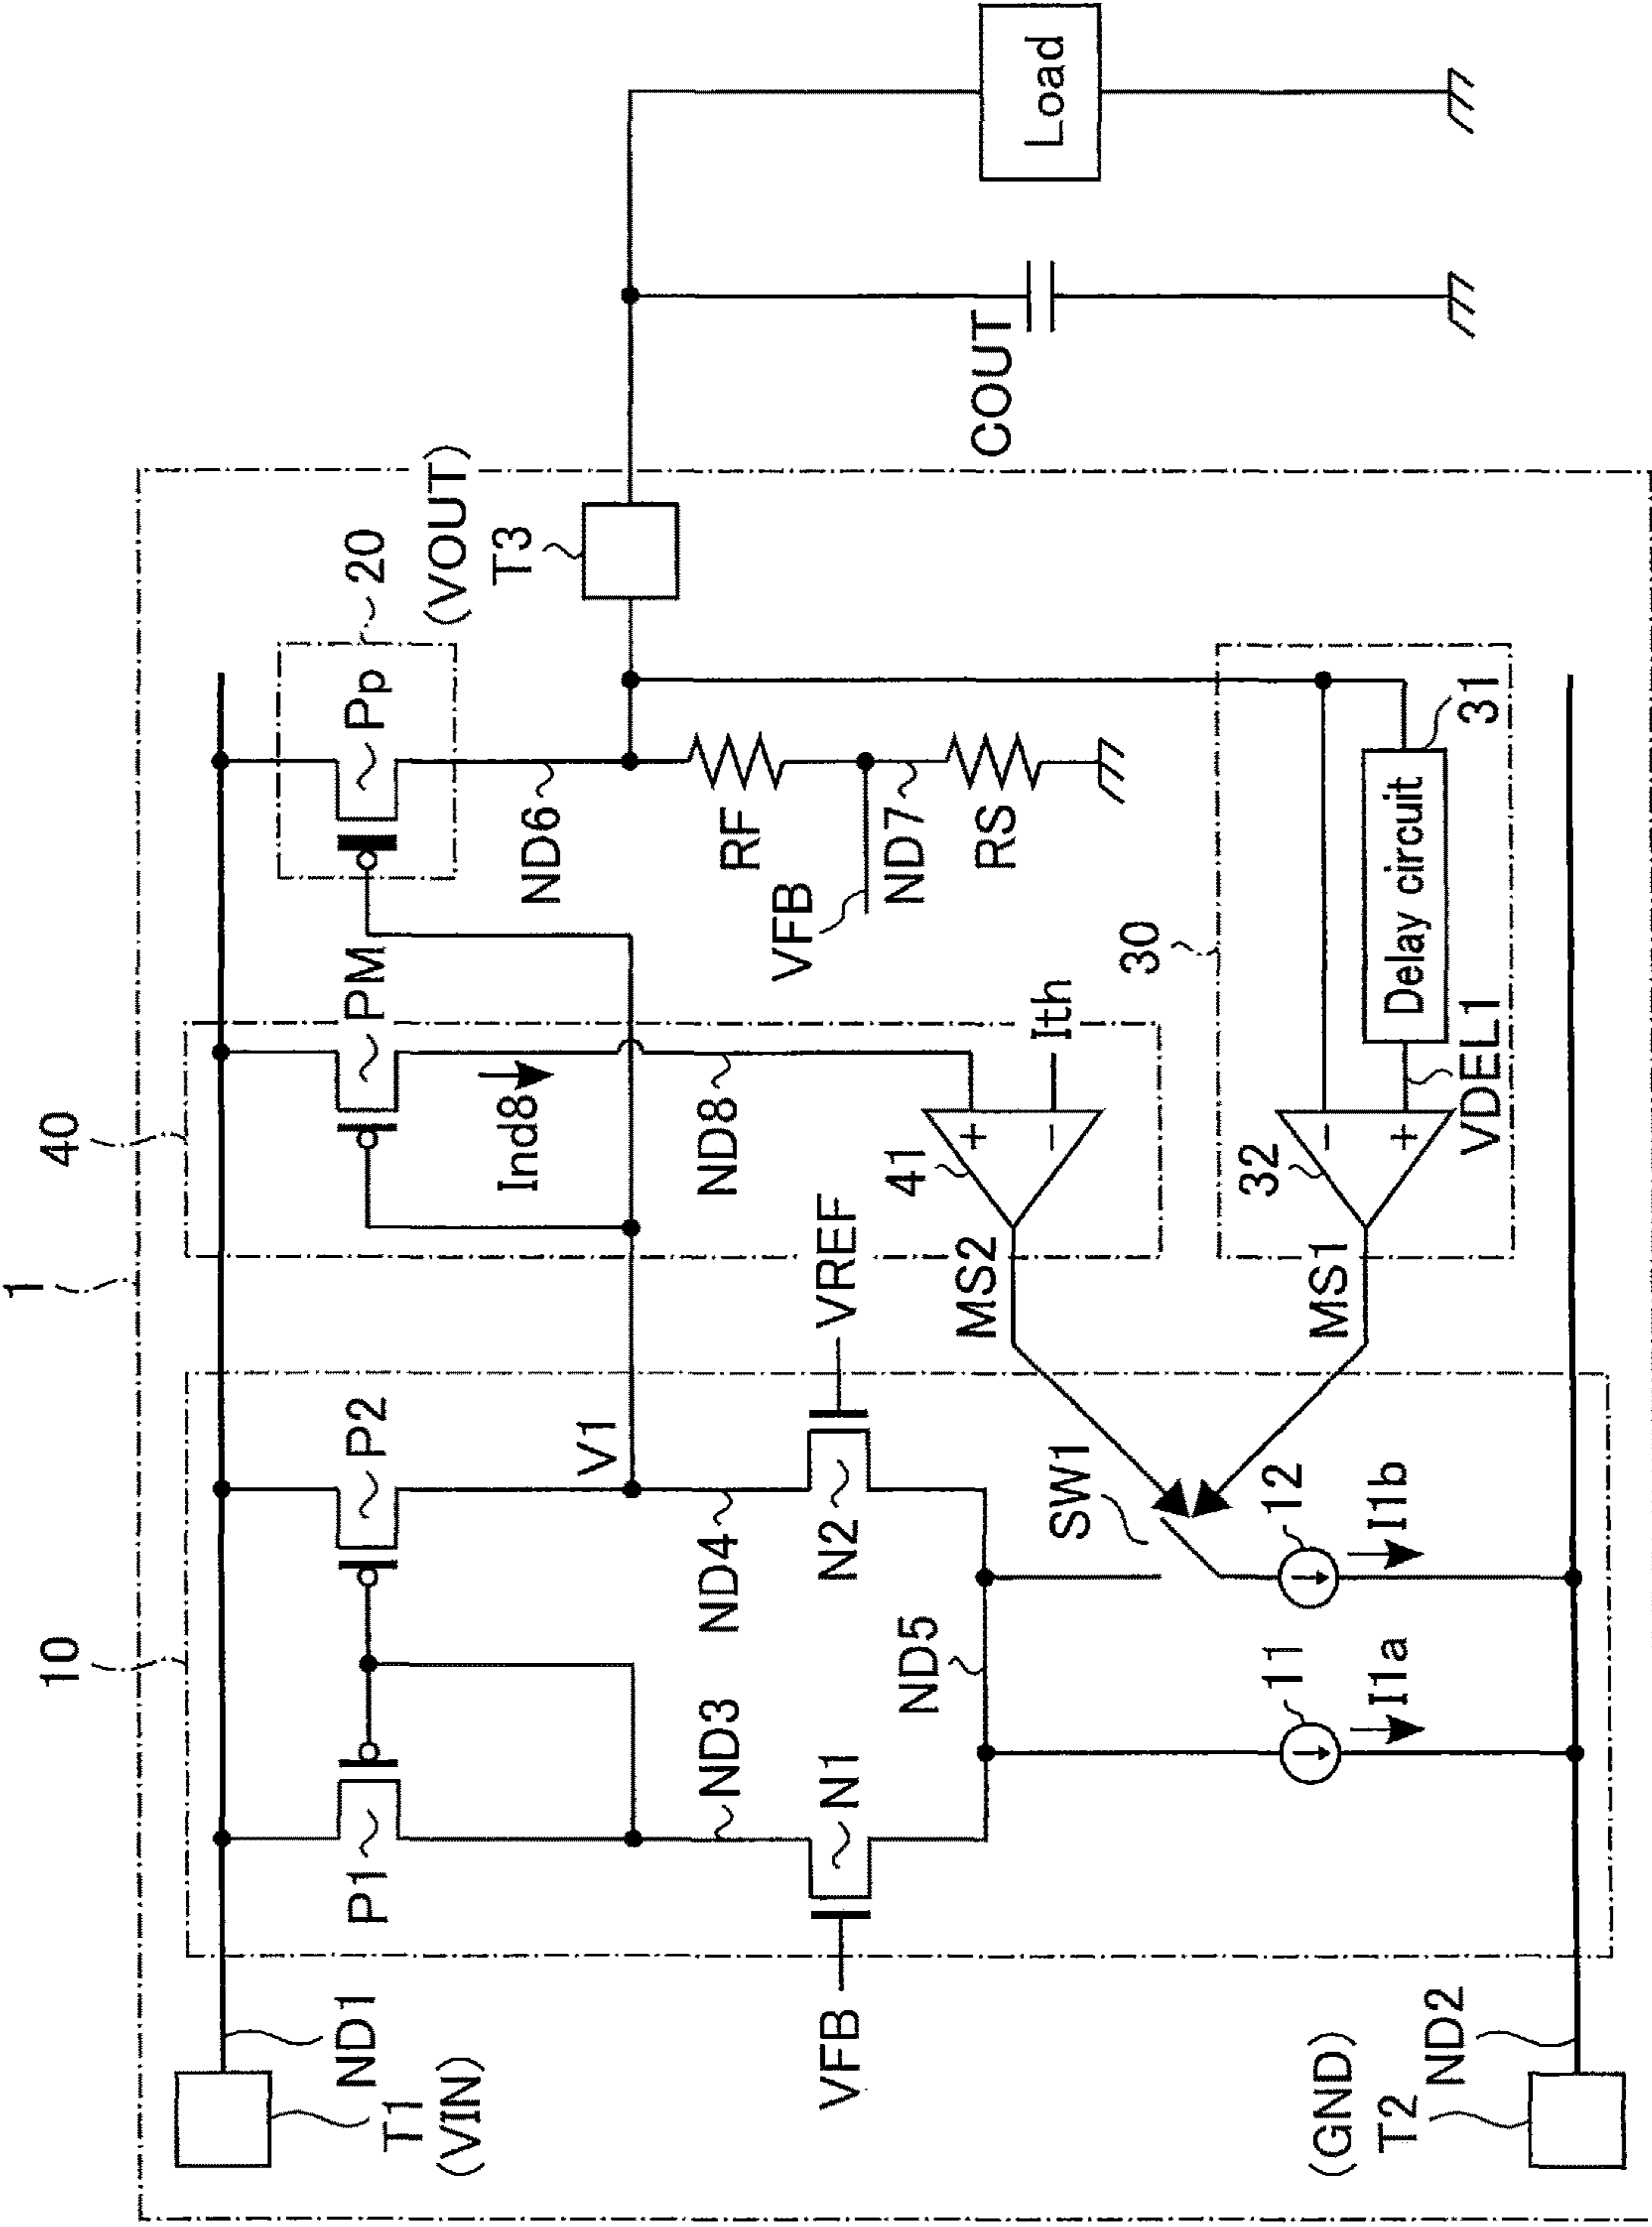 1
10
40
20
(VOUT)
T3
P1
P2
PM
Pp
ND1
T1
(VIN)
V1
Ind8
ND6
ND3
ND4
ND8
RF
VFB
ND7
RS
VFB
N1
N2
VREF
41
+
−
Ith
30
ND5
MS2
COUT
Load
SW1
11
12
I1a
I1b
MS1
32
−
+
VDEL1
Delay circuit
31
(GND)
T2
ND2